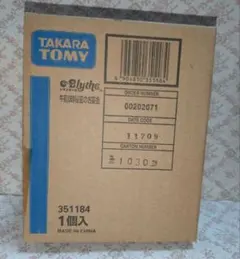 TAKARA
TOMY
Blythe
ORDER NUMBER
00202071
DATE CODE
11709
CARTON NUMBER
351184
1個入
MADE IN CHINA